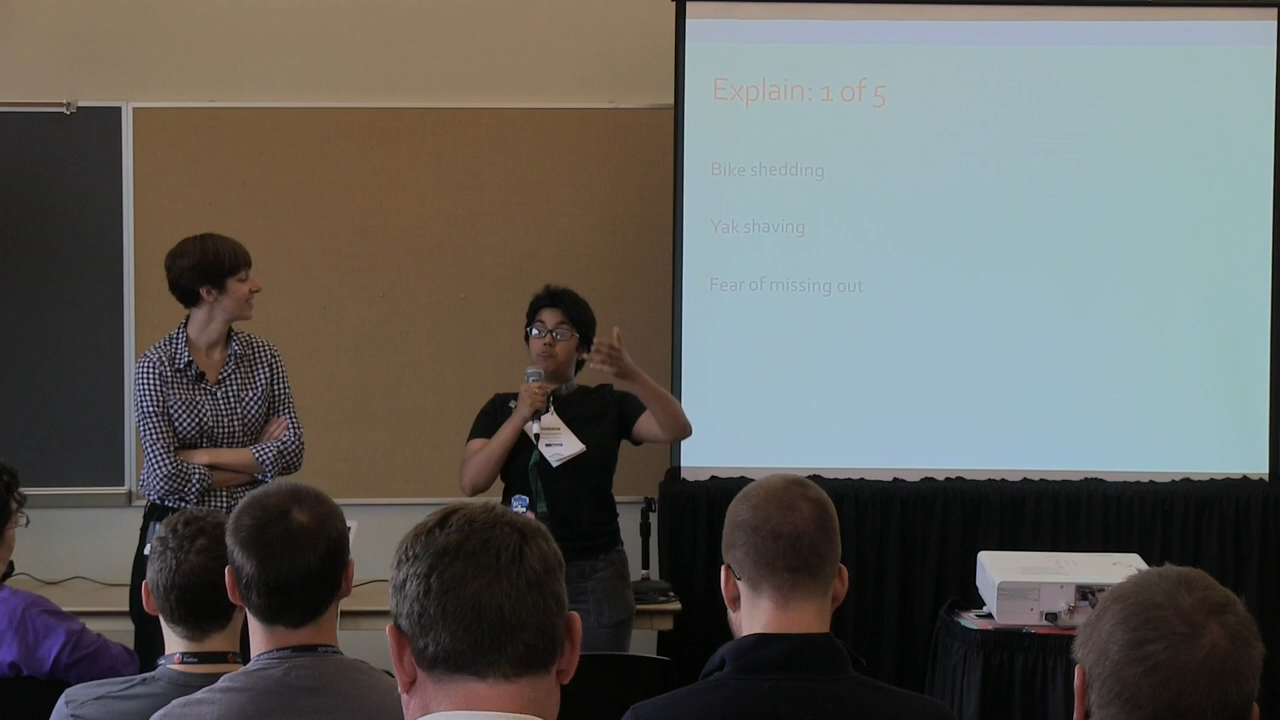 Explain: 1 of 5
Bike shedding
Yak shaving
Fear of missing out